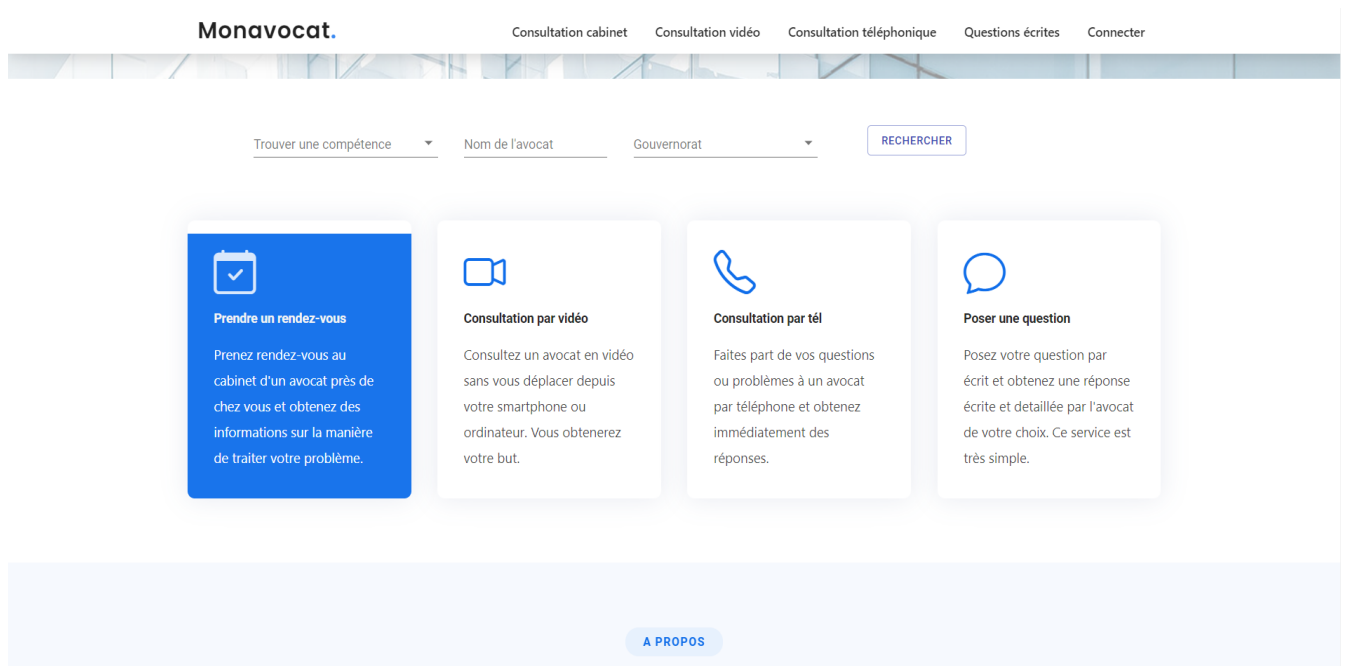 Monavocat.
Consultation cabinet
Consultation vidéo
Consultation téléphonique
Questions écrites
Connecter
Trouver une compétence
Nom de l'avocat
Gouvernorat
RECHERCHER
Prendre un rendez-vous
Prenez rendez-vous au
cabinet d'un avocat près de
chez vous et obtenez des
informations sur la manière
de traiter votre problème.
Consultation par vidéo
Consultez un avocat en vidéo
sans vous déplacer depuis
votre smartphone ou
ordinateur. Vous obtenerez
votre but.
Consultation par tél
Faites part de vos questions
ou problèmes à un avocat
par téléphone et obtenez
immédiatement des
réponses.
Poser une question
Posez votre question par
écrit et obtenez une réponse
écrite et detaillée par l'avocat
de votre choix. Ce service est
très simple.
A PROPOS